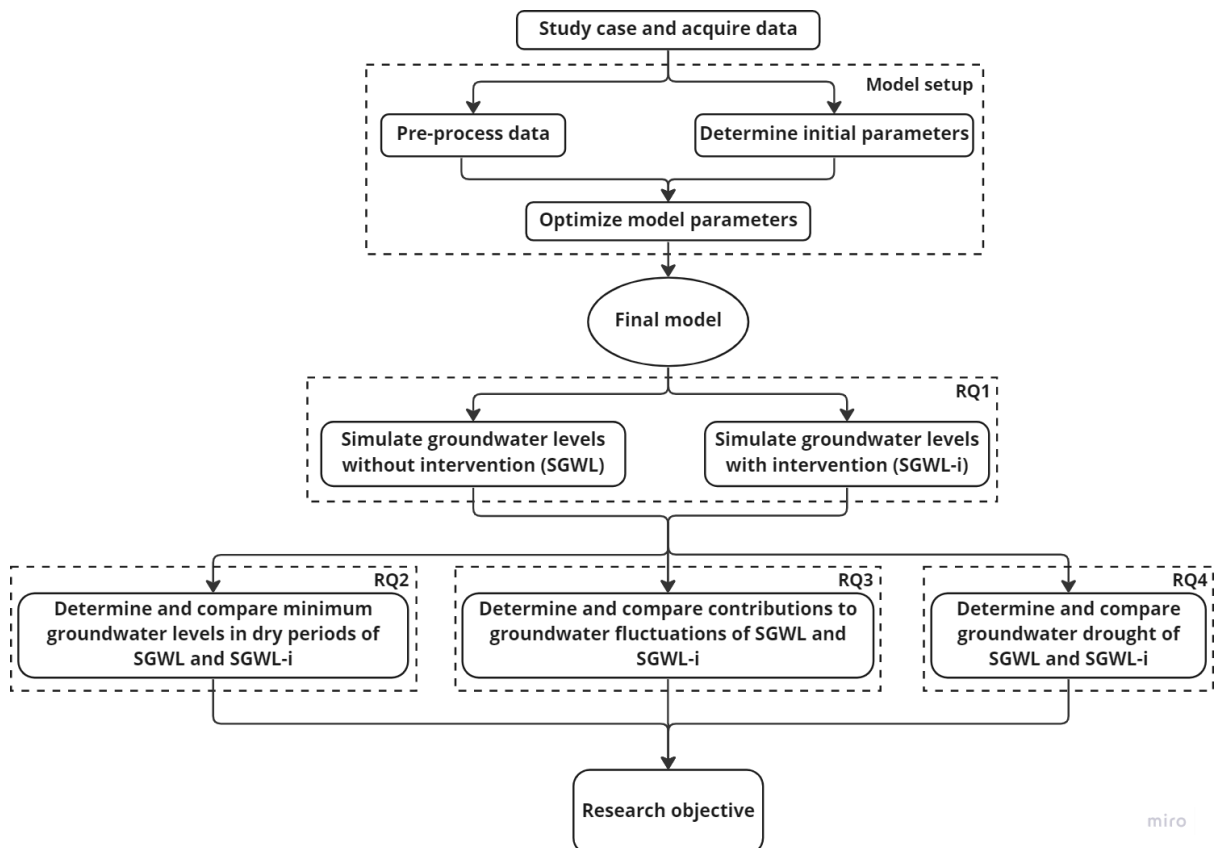 Study case and acquire data
Model setup
Pre-process data
Determine initial parameters
Optimize model parameters
Final model
RQ1
Simulate groundwater levels
without intervention (SGWL)
Simulate groundwater levels
with intervention (SGWL-i)
RQ2
Determine and compare minimum
groundwater levels in dry periods of
SGWL and SGWL-i
RQ3
Determine and compare contributions to
groundwater fluctuations of SGWL and
SGWL-i
RQ4
Determine and compare
groundwater drought of
SGWL and SGWL-i
Research objective
miro